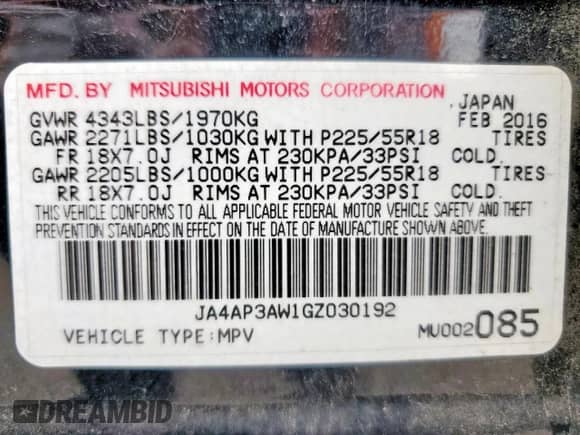 MFD. BY MITSUBISHI MOTORS CORPORATION
, JAPAN
GVWR 4343LBS/1970KG FEB 2016
GAWR 2271LBS/1030KG WITH P225/55R18 TIRES
FR 18X7.0J RIMS AT 230KPA/33PSI COLD.
GAWR 2205LBS/1000KG WITH P225/55R18 TIRES
RR 18X7.0J RIMS AT 230KPA/33PSI COLD.
THIS VEHICLE CONFORMS TO ALL APPLICABLE FEDERAL MOTOR VEHICLE SAFETY AND THEFT
PREVENTION STANDARDS IN EFFECT ON THE DATE OF MANUFACTURE SHOWN ABOVE.
JA4AP3AW1GZ030192
VEHICLE TYPE:MPV MU002085
DREAMBID